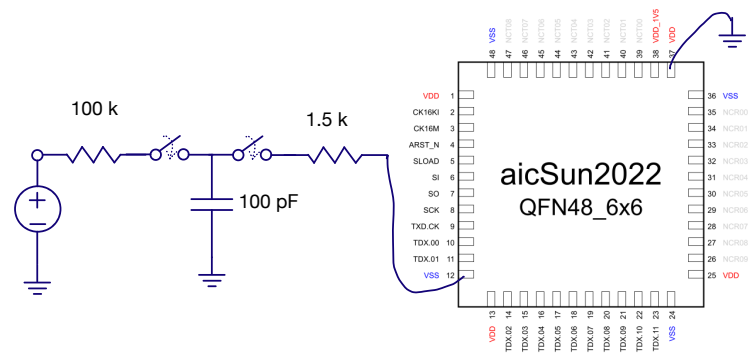 NCT08
NCT07
NCT06
NCT05
NCT04
NCT03
NCT02
NCT01
NCT00
VDD_1V5
VDD
VSS
48
47
46
45
44
43
42
41
40
39
38
37
100 k
1.5 k
100 pF
VDD 1
CK16KI 2
CK16M 3
ARST_N 4
SLOAD 5
SI 6
SO 7
SCK 8
TXD.CK 9
TDX.00 10
TDX.01 11
VSS 12
aicSun2022
QFN48_6x6
36 VSS
35 NCR00
34 NCR01
33 NCR02
32 NCR03
31 NCR04
30 NCR05
29 NCR06
28 NCR07
27 NCR08
26 NCR09
25 VDD
13
14
15
16
17
18
19
20
21
22
23
24
VDD
TDX.02
TDX.03
TDX.04
TDX.05
TDX.06
TDX.07
TDX.08
TDX.09
TDX.10
TDX.11
VSS